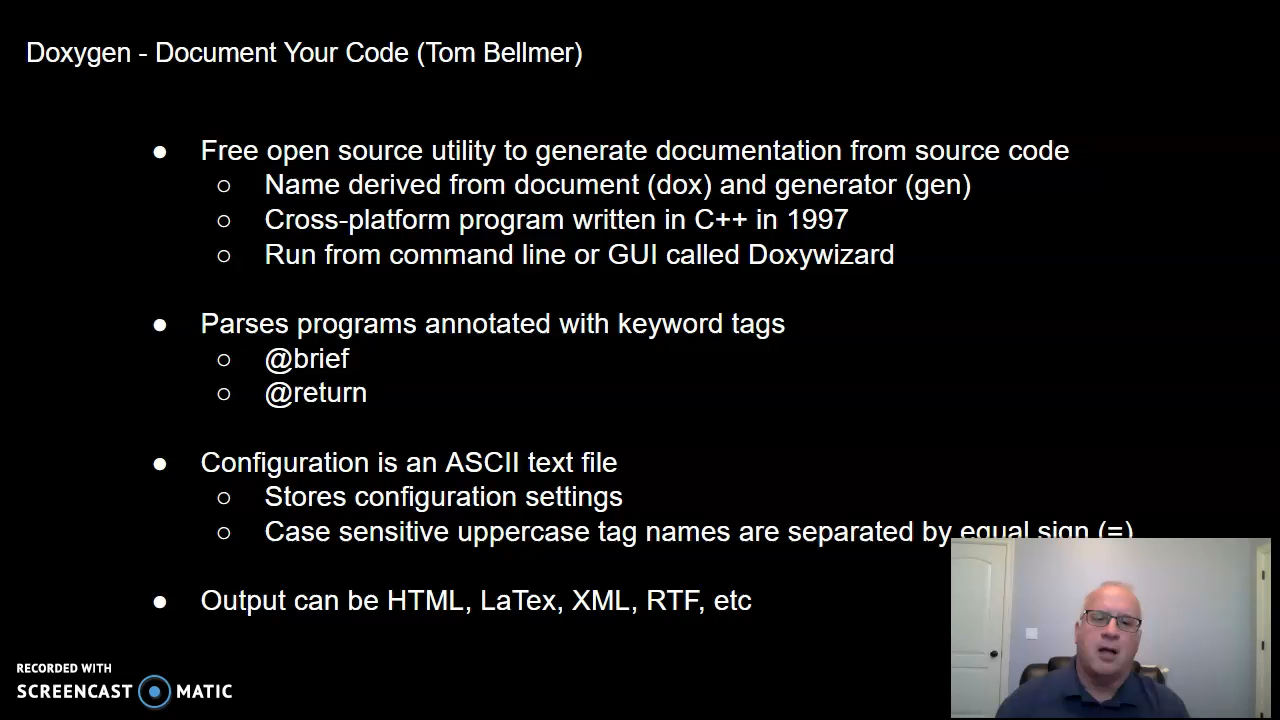 Doxygen - Document Your Code (Tom Bellmer)
● Free open source utility to generate documentation from source code
○ Name derived from document (dox) and generator (gen)
○ Cross-platform program written in C++ in 1997
○ Run from command line or GUI called Doxywizard
● Parses programs annotated with keyword tags
○ @brief
○ @return
● Configuration is an ASCII text file
○ Stores configuration settings
○ Case sensitive uppercase tag names are separated by equal sign (=)
● Output can be HTML, LaTex, XML, RTF, etc
RECORDED WITH
SCREENCAST MATIC